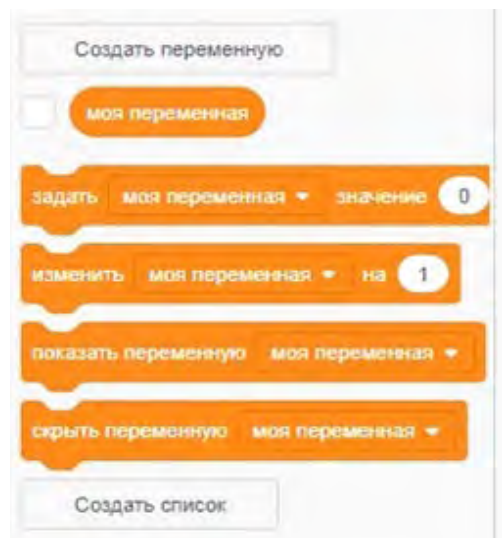 Создать переменную
моя переменная
задать моя переменная значение 0
изменить моя переменная на 1
показать переменную моя переменная
скрыть переменную моя переменная
Создать список